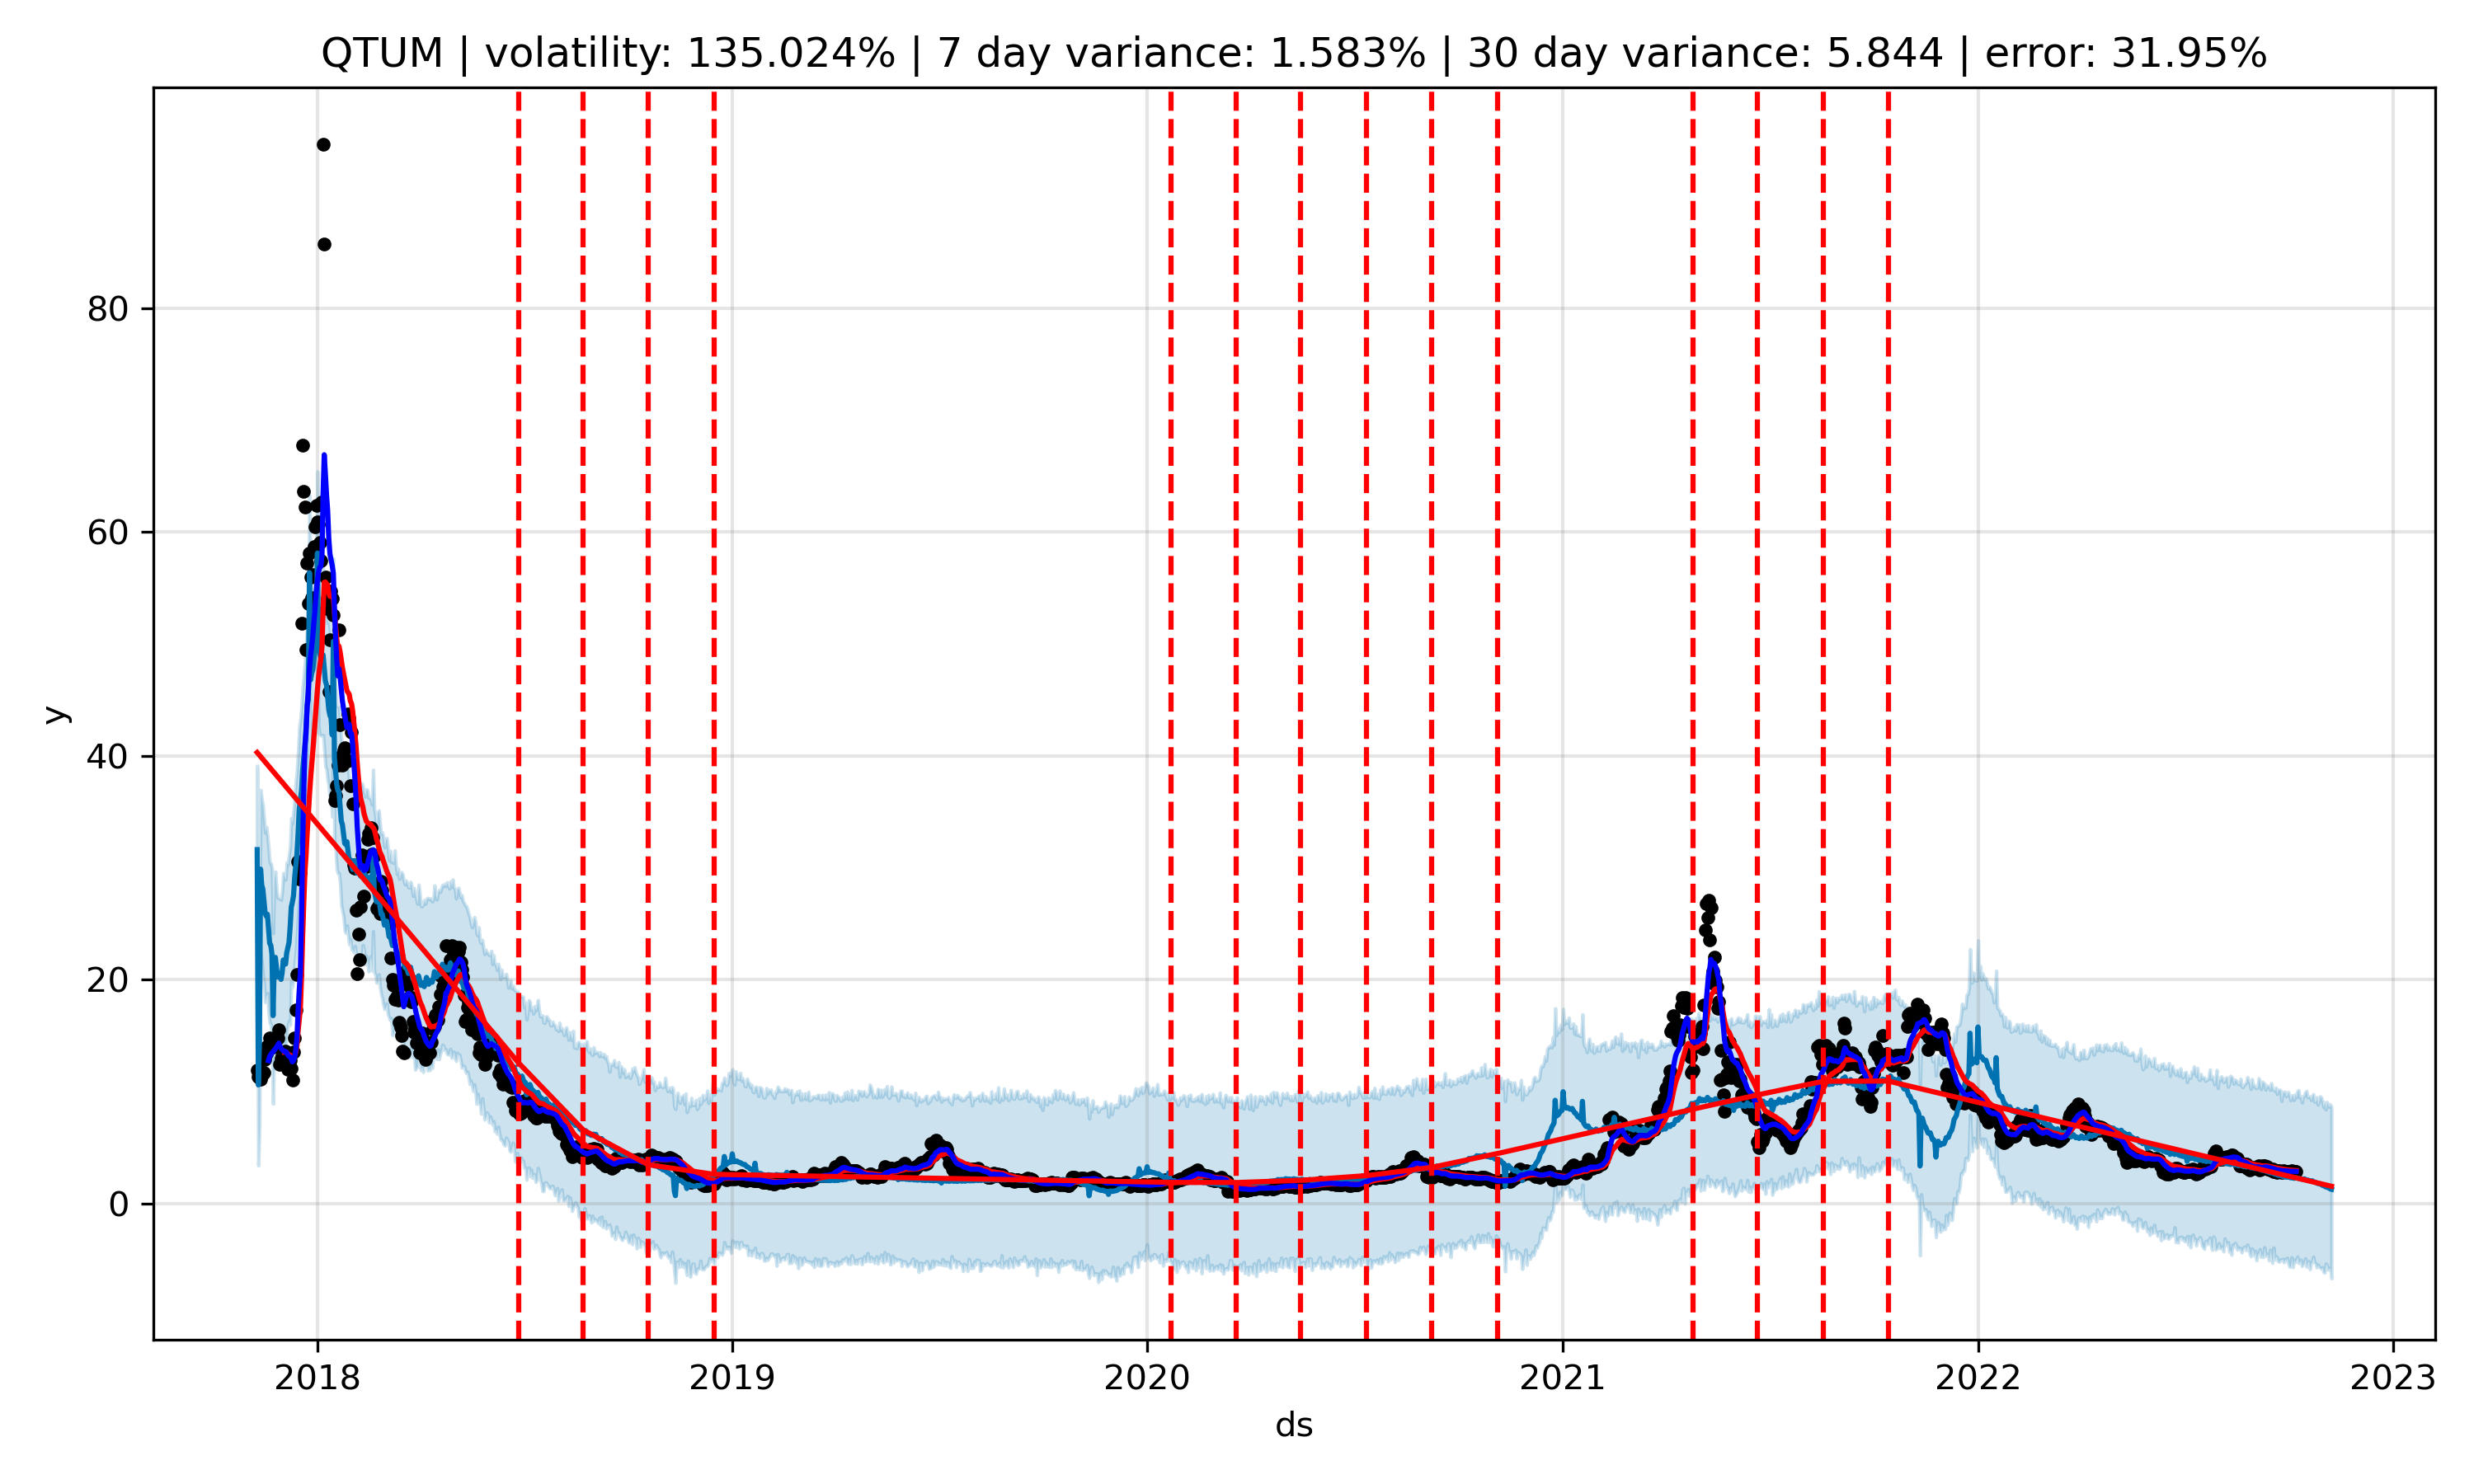 QTUM | volatility: 135.024% | 7 day variance: 1.583% | 30 day variance: 5.844 | error: 31.95%
y
80
60
40
20
0
2018 2019 2020 2021 2022 2023
ds